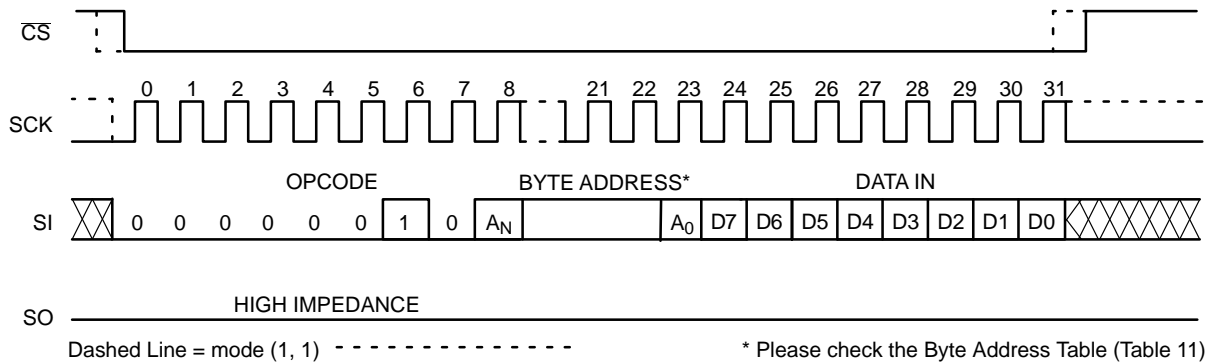 CS
0 1 2 3 4 5 6 7 8 21 22 23 24 25 26 27 28 29 30 31
SCK
OPCODE BYTE ADDRESS* DATA IN
SI 0 0 0 0 0 0 1 0 AN A0 D7 D6 D5 D4 D3 D2 D1 D0
HIGH IMPEDANCE
SO
Dashed Line = mode (1, 1) * Please check the Byte Address Table (Table 11)